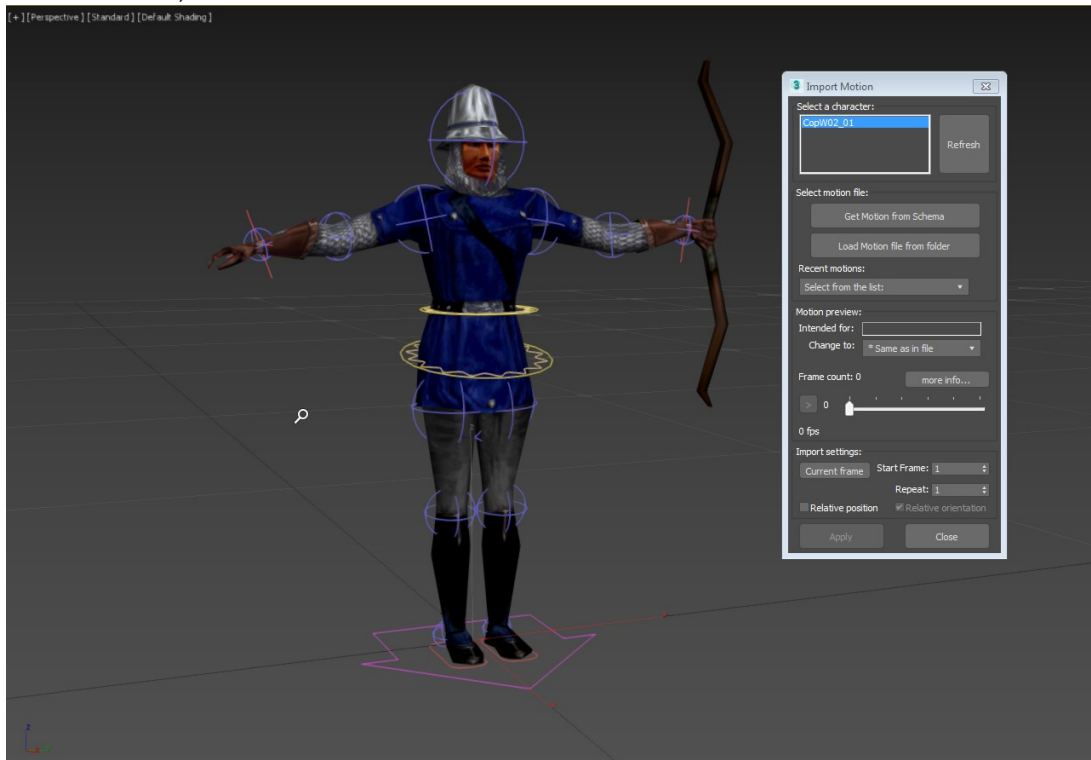 [+][Perspective][Standard][Default Shading]
3 Import Motion
Select a character:
CopW02_01
Refresh
Select motion file:
Get Motion from Schema
Load Motion file from folder
Recent motions:
Select from the list:
Motion preview:
Intended for:
Change to: * Same as in file
Frame count: 0 more info...
> 0
0 fps
Import settings:
Current frame Start Frame: 1
Repeat: 1
Relative position Relative orientation
Apply Close
z